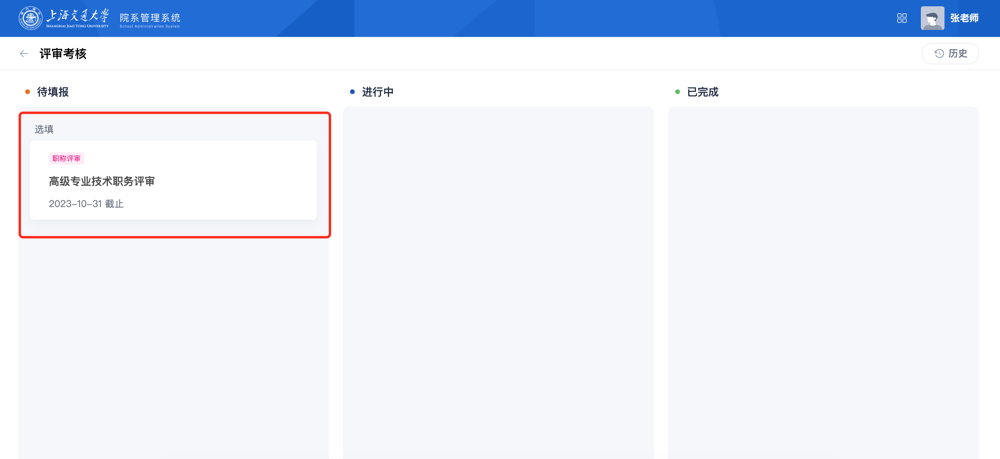 上海交通大学
SHANGHAI JIAO TONG UNIVERSITY
院系管理系统
School Administration System
张老师
评审考核
历史
待填报
进行中
已完成
选填
职称评审
高级专业技术职务评审
2023-10-31 截止